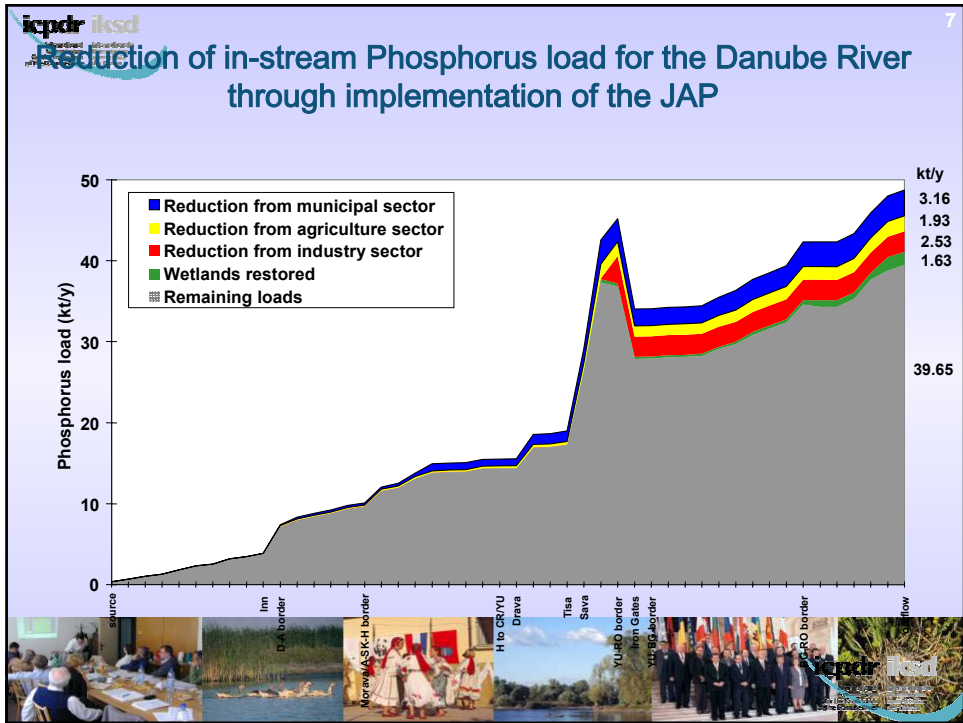 icpdr iksd
7
Reduction of in-stream Phosphorus load for the Danube River
through implementation of the JAP
kt/y
50
40
30
20
10
0
Phosphorus load (kt/y)
Reduction from municipal sector
Reduction from agriculture sector
Reduction from industry sector
Wetlands restored
Remaining loads
3.16
1.93
2.53
1.63
39.65
source
Inn
D-A border
Morava/A-SK-H border
H to CR/YU
Drava
Tisa
Sava
YU-RO border
Iron Gates
border
-RO border
icpdr iksd